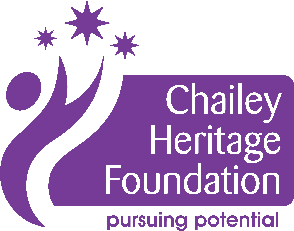 Chailey
Heritage
Foundation
pursuing potential